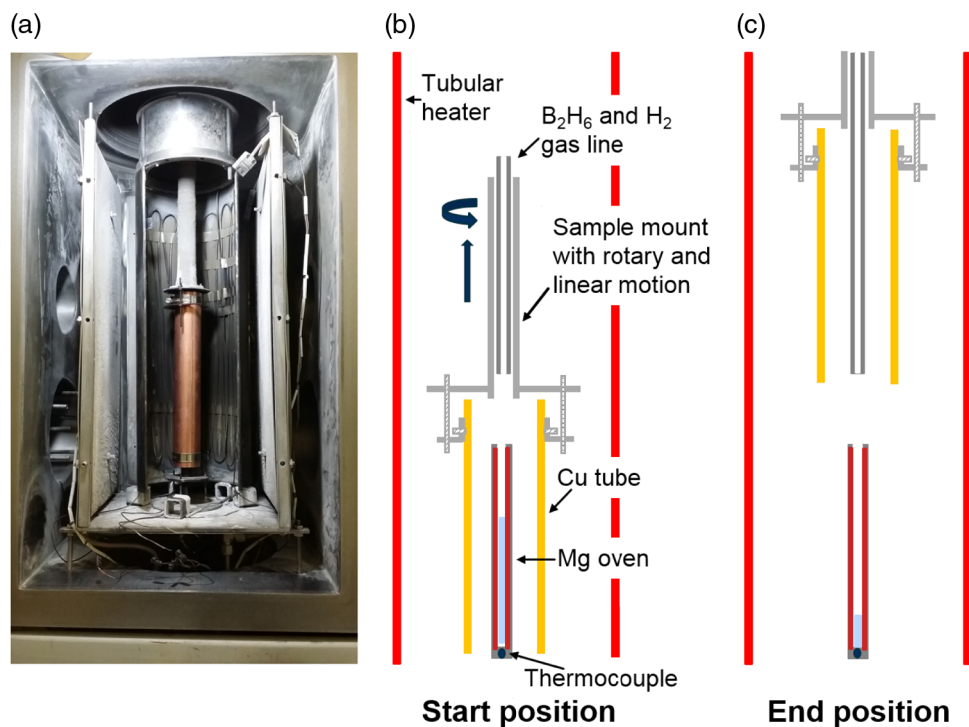 (a)
(b)
(c)
Tubular
heater
B₂H₆ and H₂
gas line
Sample mount
with rotary and
linear motion
Cu tube
Mg oven
Thermocouple
Start position
End position